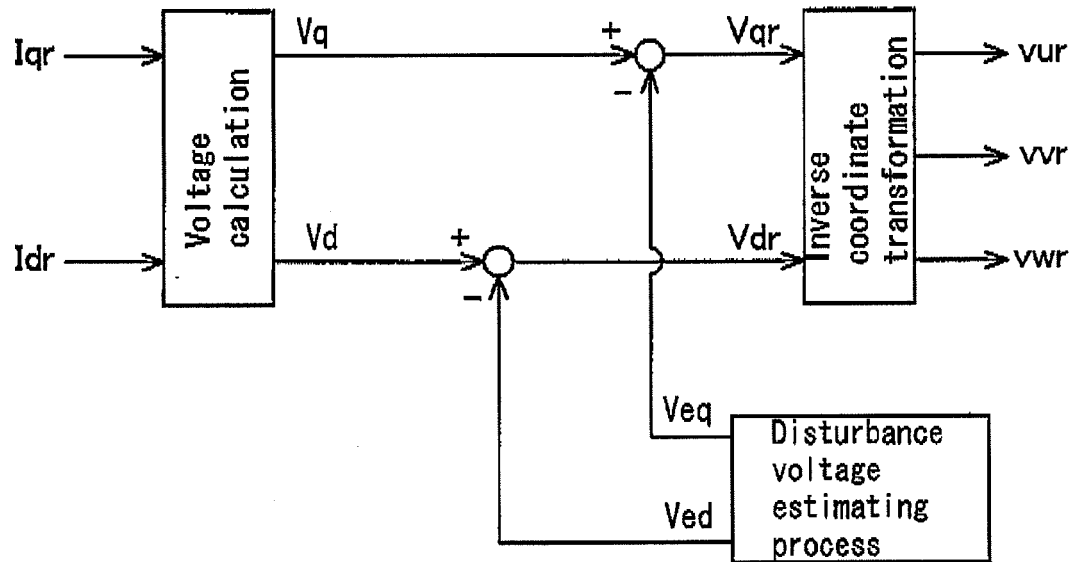 Iqr
Idr
Voltage
calculation
Vq
Vd
+
−
+
−
Vqr
Vdr
Inverse
coordinate
transformation
vur
vvr
vwr
Veq
Ved
Disturbance
voltage
estimating
process